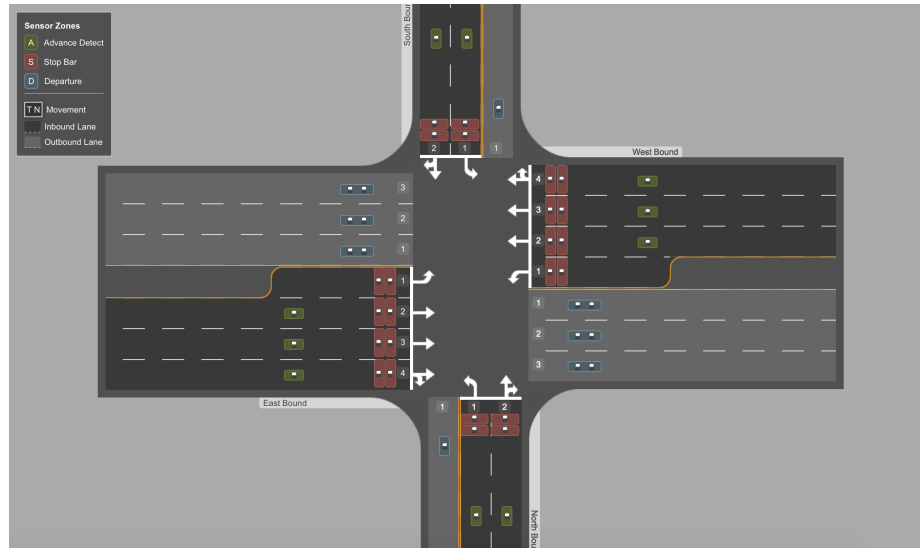 Sensor Zones
A Advance Detect
S Stop Bar
D Departure
T N Movement
Inbound Lane
Outbound Lane
South Boun
2 1 1
West Bound
3
2
1
1
2
3
4
4
3
2
1
1
2
3
East Bound
1 1 2
North Bou